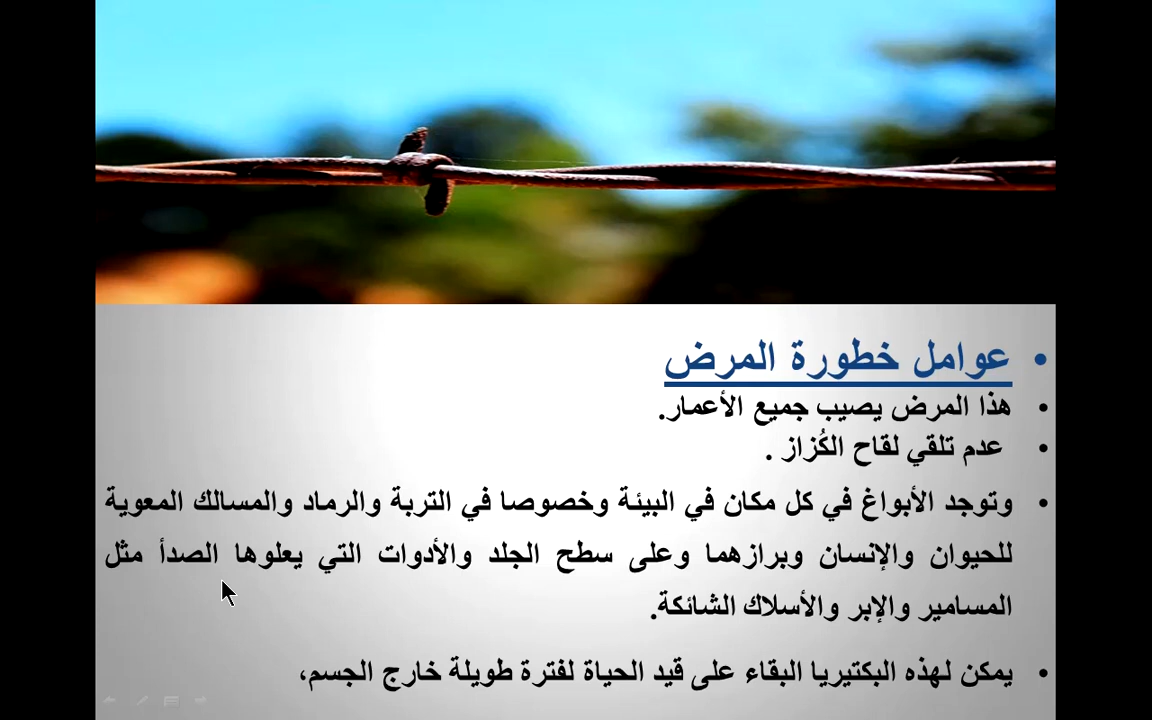 • عوامل خطورة المرض
• هذا المرض يصيب جميع الأعمار.
• عدم تلقي لقاح الكُزاز .
• وتوجد الأبواغ في كل مكان في البيئة وخصوصا في التربة والرماد والمسالك المعوية
للحيوان والإنسان وبرازهما وعلى سطح الجلد والأدوات التي يعلوها الصدأ مثل
المسامير والإبر والأسلاك الشائكة.
• يمكن لهذه البكتيريا البقاء على قيد الحياة لفترة طويلة خارج الجسم،